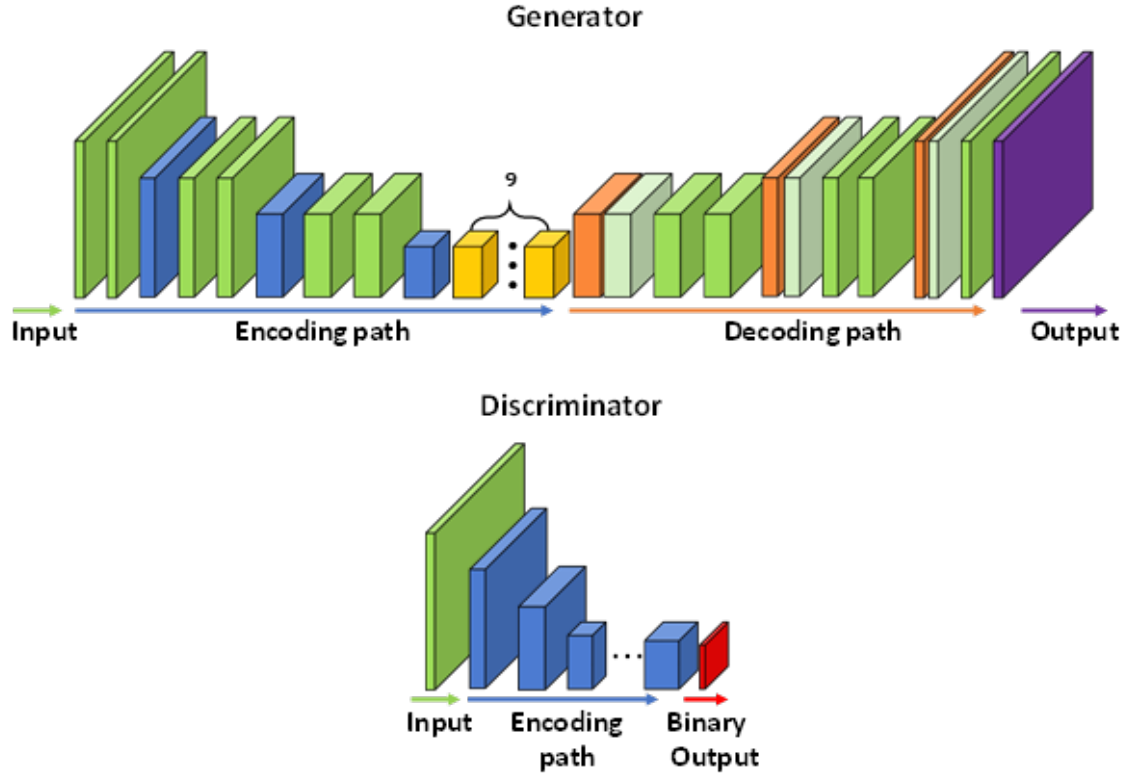 Generator
9
Input
Encoding path
Decoding path
Output
Discriminator
Input
Encoding
path
Binary
Output